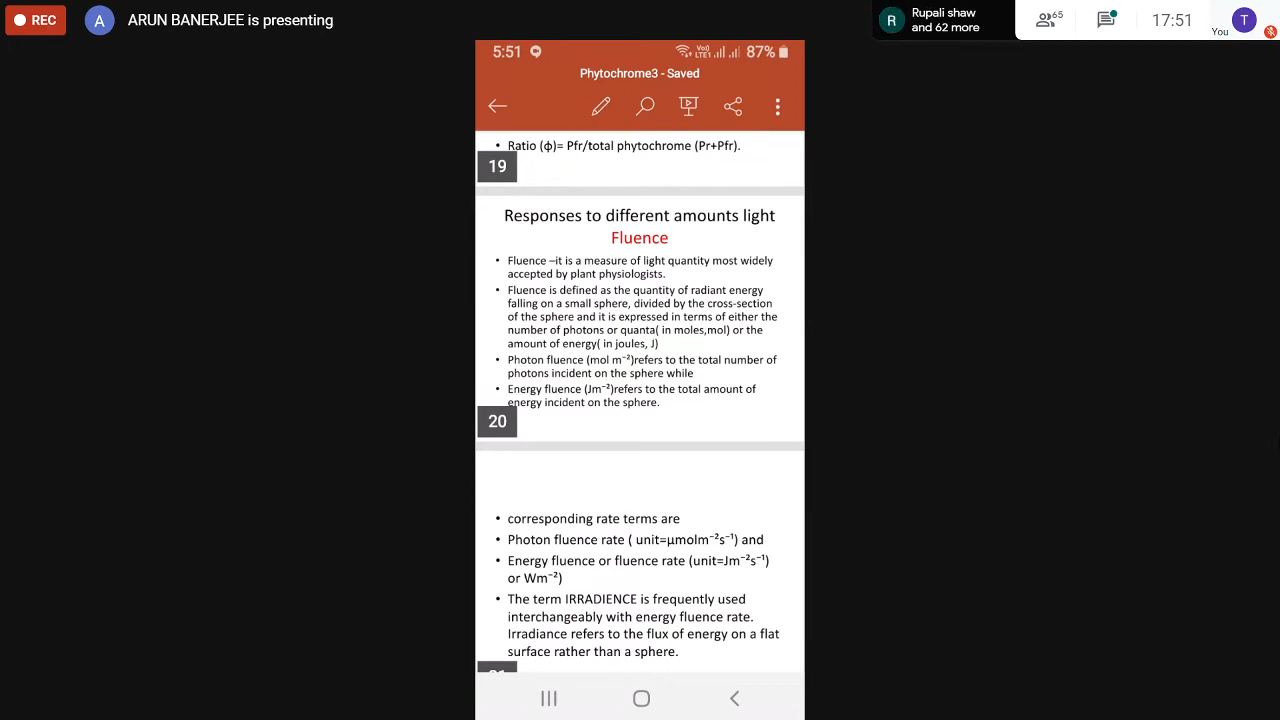 REC
A
ARUN BANERJEE is presenting
R
Rupali shaw
and 62 more
65
17:51
You
T
5:51
Vo)
LTE1
87%
Phytochrome3 - Saved
• Ratio (ɸ)= Pfr/total phytochrome (Pr+Pfr).
19
Responses to different amounts light
Fluence
• Fluence –it is a measure of light quantity most widely
accepted by plant physiologists.
• Fluence is defined as the quantity of radiant energy
falling on a small sphere, divided by the cross-section
of the sphere and it is expressed in terms of either the
number of photons or quanta( in moles,mol) or the
amount of energy( in joules, J)
• Photon fluence (mol m⁻²)refers to the total number of
photons incident on the sphere while
• Energy fluence (Jm⁻²)refers to the total amount of
energy incident on the sphere.
20
• corresponding rate terms are
• Photon fluence rate ( unit=µmolm⁻²s⁻¹) and
• Energy fluence or fluence rate (unit=Jm⁻²s⁻¹)
or Wm⁻²)
• The term IRRADIENCE is frequently used
interchangeably with energy fluence rate.
Irradiance refers to the flux of energy on a flat
surface rather than a sphere.